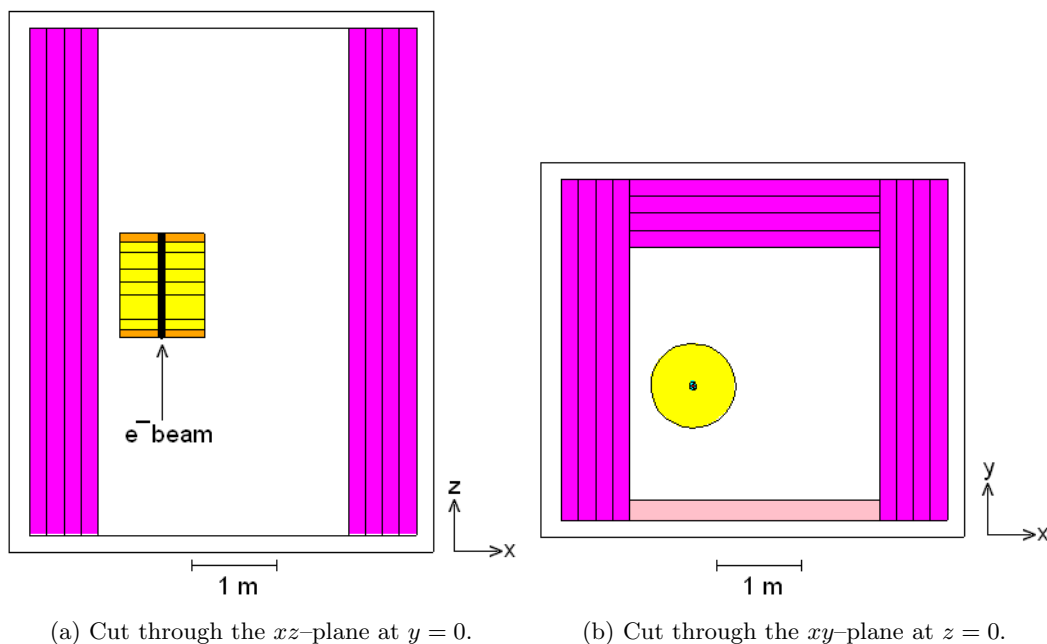 e⁻beam
z
x
1 m
y
x
1 m
(a) Cut through the xz–plane at y = 0.
(b) Cut through the xy–plane at z = 0.